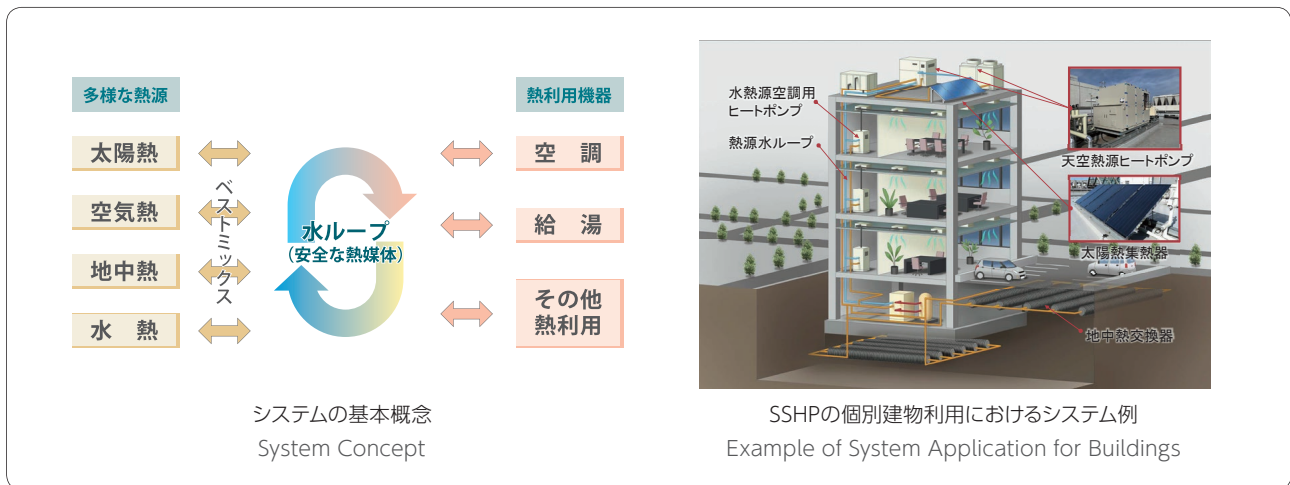 多様な熱源
太陽熱
空気熱
地中熱
水 熱
ベストミックス
水ループ
(安全な熱媒体)
熱利用機器
空 調
給 湯
その他
熱利用
システムの基本概念
System Concept
水熱源空調用
ヒートポンプ
熱源水ループ
天空熱源ヒートポンプ
太陽熱集熱器
地中熱交換器
SSHPの個別建物利用におけるシステム例
Example of System Application for Buildings